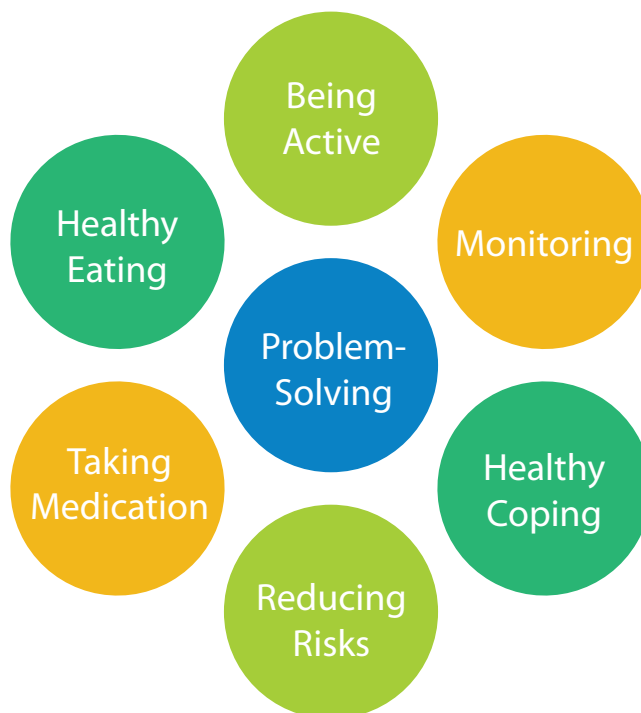 Being
Active
Healthy
Eating
Monitoring
Problem-
Solving
Taking
Medication
Healthy
Coping
Reducing
Risks